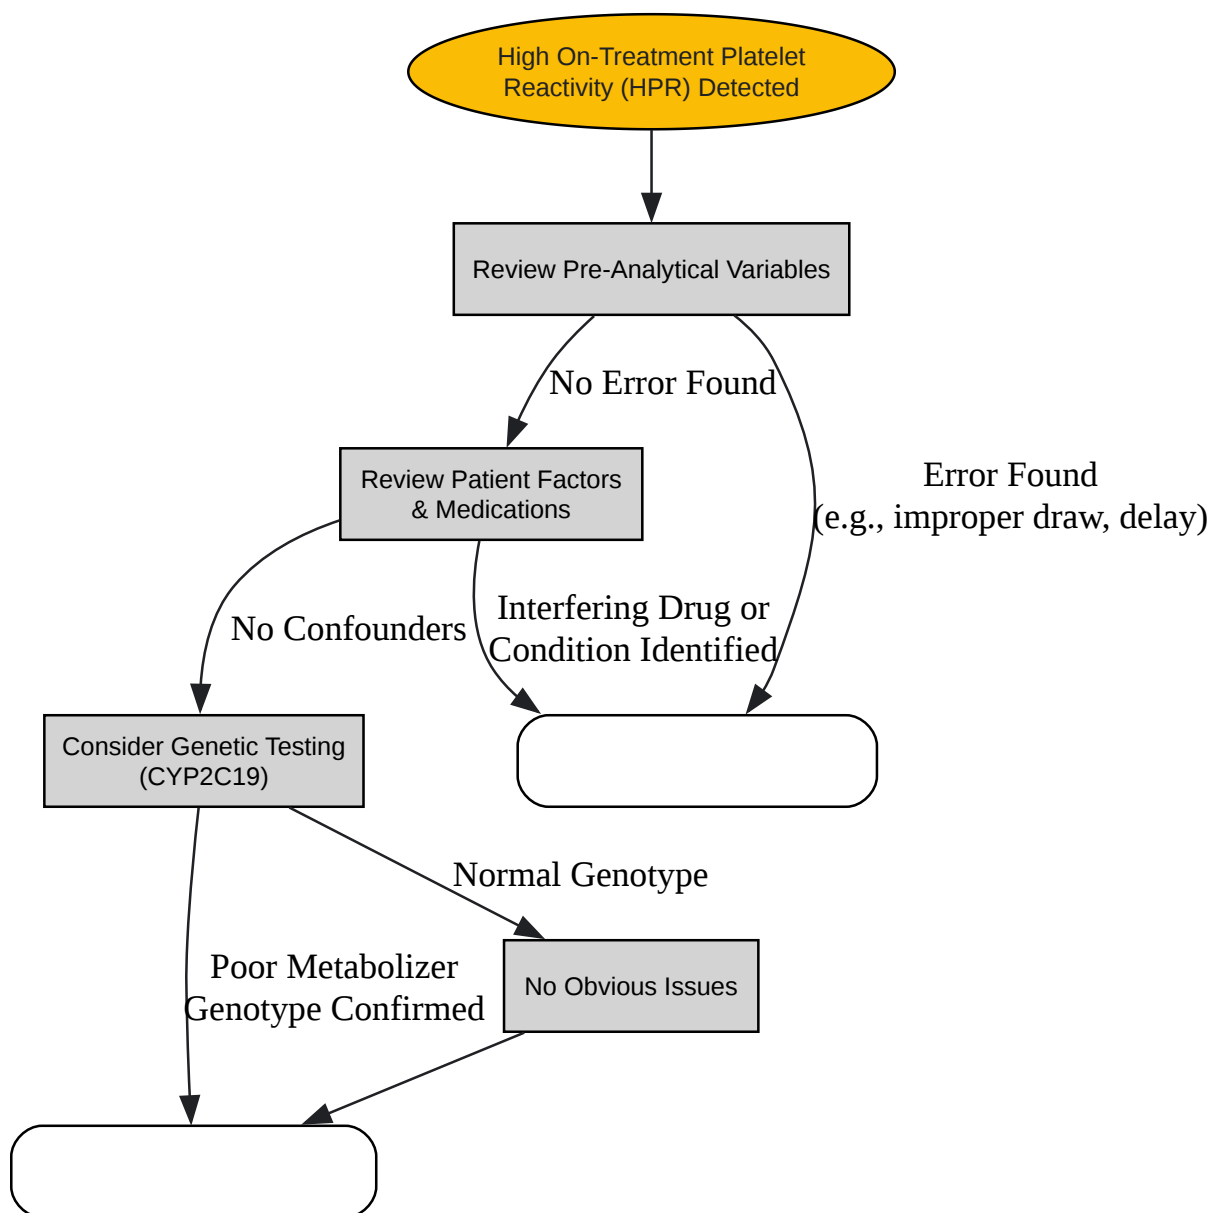 High On-Treatment Platelet
Reactivity (HPR) Detected
Review Pre-Analytical Variables
No Error Found
Error Found
(e.g., improper draw, delay)
Review Patient Factors
& Medications
No Confounders
Interfering Drug or
Condition Identified
Consider Genetic Testing
(CYP2C19)
Normal Genotype
Poor Metabolizer
Genotype Confirmed
No Obvious Issues